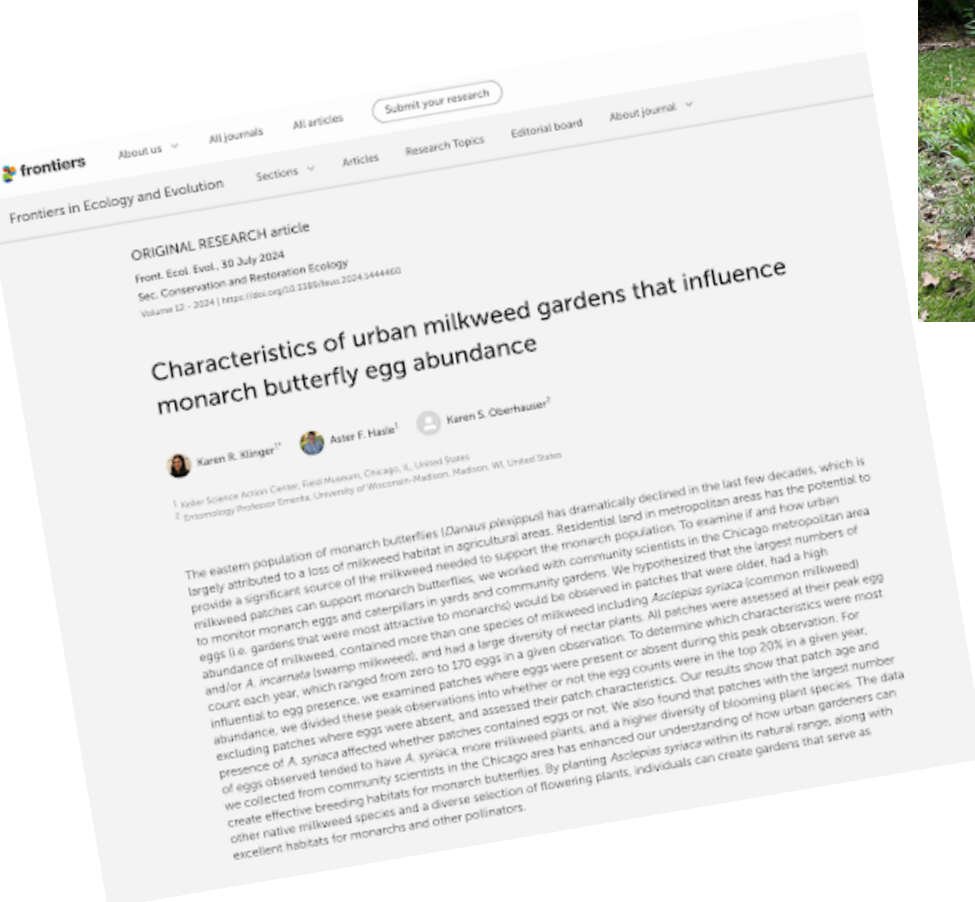 frontiers
About us
All journals
All articles
Submit your research
Frontiers in Ecology and Evolution
Sections
Articles
Research Topics
Editorial board
About journal
ORIGINAL RESEARCH article
Front. Ecol. Evol., 30 July 2024
Sec. Conservation and Restoration Ecology
Volume 12 - 2024 | https://doi.org/10.3389/fevo.2024.1444460
Characteristics of urban milkweed gardens that influence
monarch butterfly egg abundance
Karen R. Klinger1*
Aster F. Hasle1
Karen S. Oberhauser2
1 Keller Science Action Center, Field Museum, Chicago, IL, United States
2 Entomology Professor Emerita, University of Wisconsin-Madison, Madison, WI, United States
The eastern population of monarch butterflies (Danaus plexippus) has dramatically declined in the last few decades, which is
largely attributed to a loss of milkweed habitat in agricultural areas. Residential land in metropolitan areas has the potential to
provide a significant source of the milkweed needed to support the monarch population. To examine if and how urban
milkweed patches can support monarch butterflies, we worked with community scientists in the Chicago metropolitan area
to monitor monarch eggs and caterpillars in yards and community gardens. We hypothesized that the largest numbers of
eggs (i.e. gardens that were most attractive to monarchs) would be observed in patches that were older, had a high
abundance of milkweed, contained more than one species of milkweed including Asclepias syriaca (common milkweed)
and/or A. incarnata (swamp milkweed), and had a large diversity of nectar plants. All patches were assessed at their peak egg
count each year, which ranged from zero to 170 eggs in a given observation. To determine which characteristics were most
influential to egg presence, we examined patches where eggs were present or absent during this peak observation. For
abundance, we divided these peak observations into whether or not the egg counts were in the top 20% in a given year,
excluding patches where eggs were absent, and assessed their patch characteristics. Our results show that patch age and
presence of A. syriaca affected whether patches contained eggs or not. We also found that patches with the largest number
of eggs observed tended to have A. syriaca, more milkweed plants, and a higher diversity of blooming plant species. The data
we collected from community scientists in the Chicago area has enhanced our understanding of how urban gardeners can
create effective breeding habitats for monarch butterflies. By planting Asclepias syriaca within its natural range, along with
other native milkweed species and a diverse selection of flowering plants, individuals can create gardens that serve as
excellent habitats for monarchs and other pollinators.